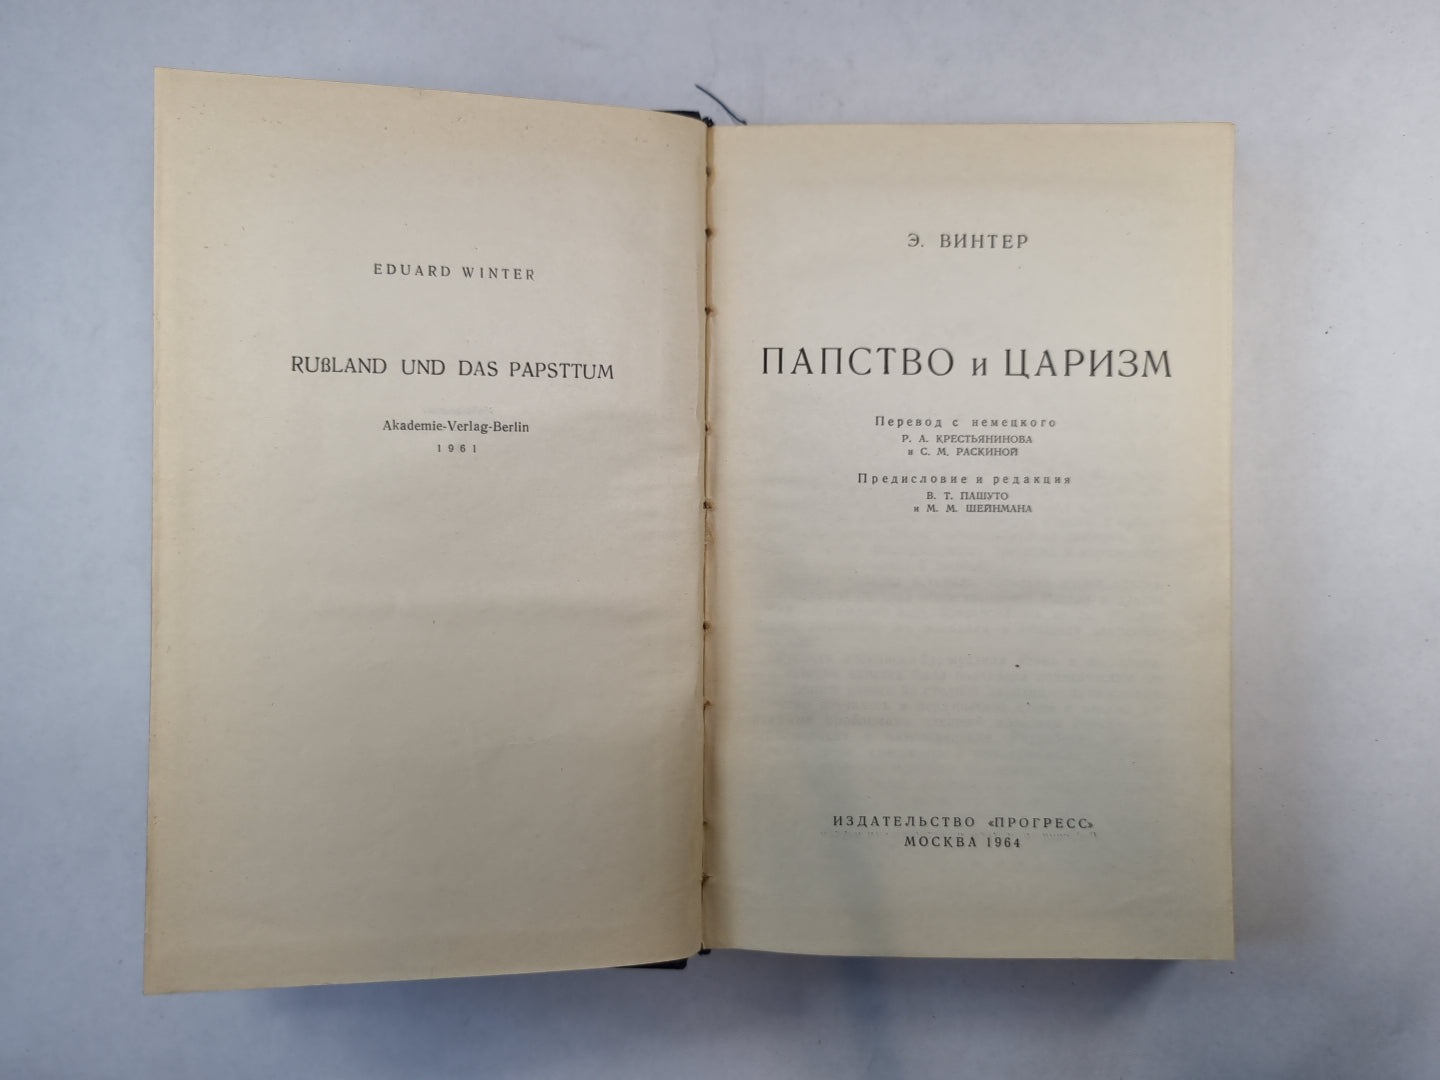 EDUARD WINTER
RUßLAND UND DAS PAPSTTUM
Akademie-Verlag-Berlin
1961
Э. ВИНТЕР
ПАПСТВО и ЦАРИЗМ
Перевод с немецкого
Р. А. КРЕСТЬЯНИНОВА
и С. М. РАСКИНОЙ
Предисловие и редакция
В. Т. ПАШУТО
и М. М. ШЕЙНМАНА
ИЗДАТЕЛЬСТВО «ПРОГРЕСС»
МОСКВА 1964